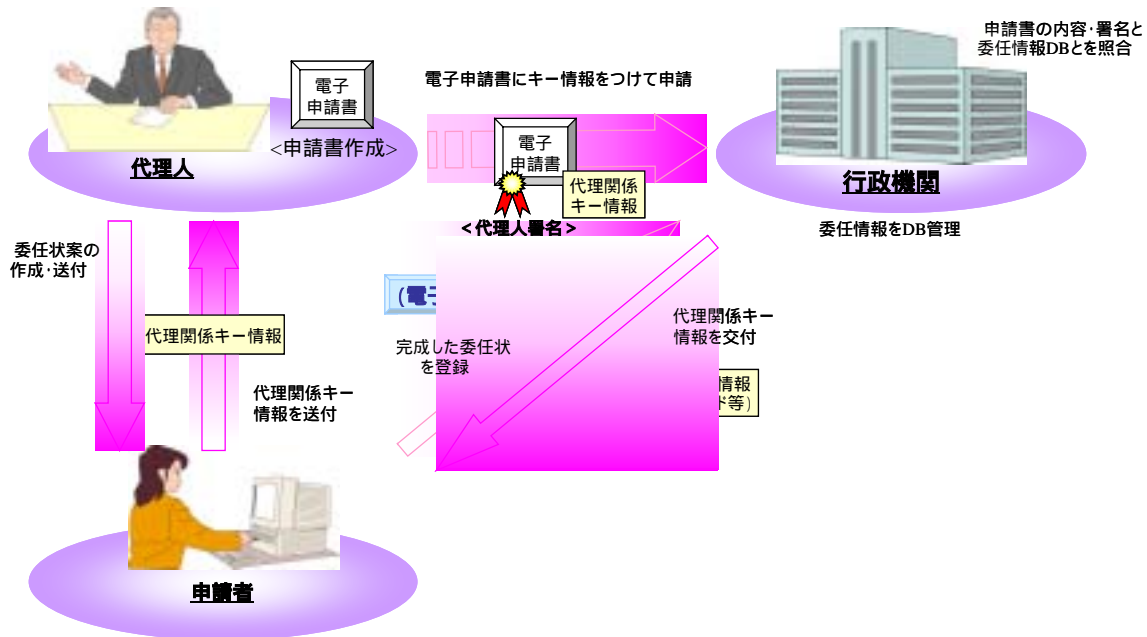 申請書の内容・署名と
委任情報DBとを照合
電子申請書にキー情報をつけて申請
電子
申請書
<申請書作成>
代理人
電子
申請書
代理関係
キー情報
<代理人署名>
行政機関
委任情報をDB管理
委任状案の
作成・送付
代理関係キー情報
代理関係キー
情報を送付
(電子
完成した委任状
を登録
代理関係キー
情報を交付
情報
ド等)
申請者